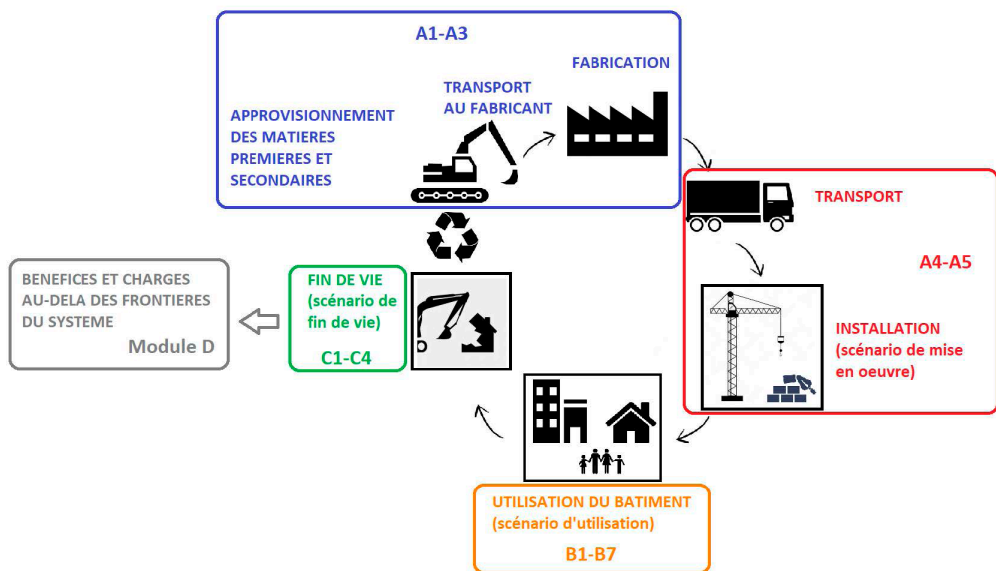 A1-A3
FABRICATION
TRANSPORT
AU FABRICANT
APPROVISIONNEMENT
DES MATIERES
PREMIERES ET
SECONDAIRES
TRANSPORT
A4-A5
INSTALLATION
(scénario de mise
en oeuvre)
UTILISATION DU BATIMENT
(scénario d'utilisation)
B1-B7
FIN DE VIE
(scénario de
fin de vie)
C1-C4
BENEFICES ET CHARGES
AU-DELA DES FRONTIERES
DU SYSTEME
Module D